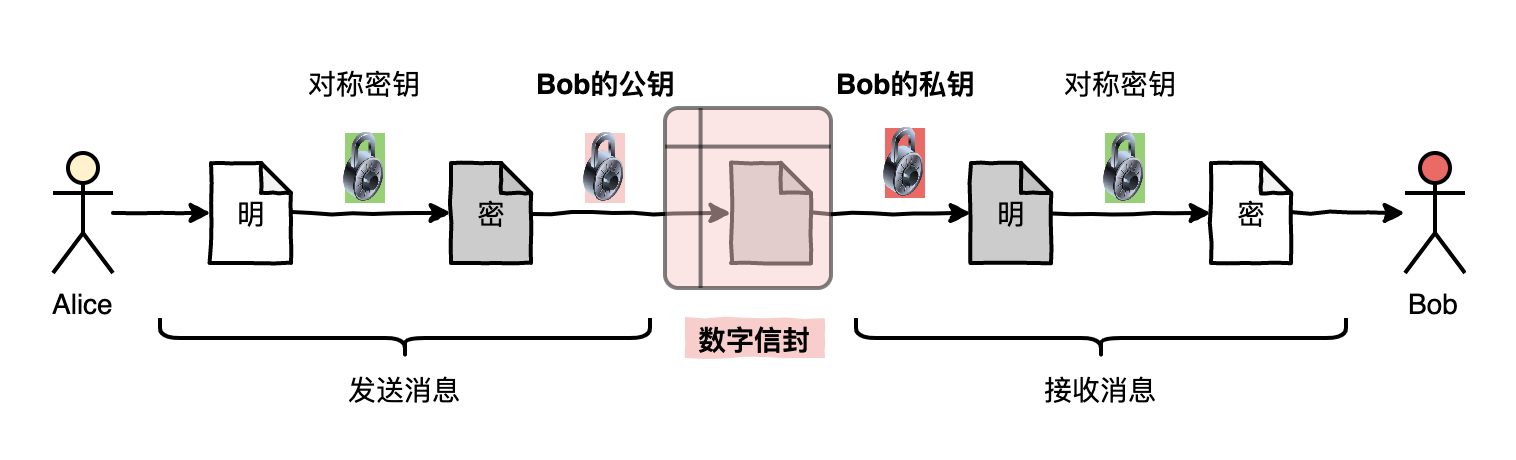 对称密钥
Bob的公钥
Bob的私钥
对称密钥
明
密
明
密
Alice
Bob
数字信封
发送消息
接收消息